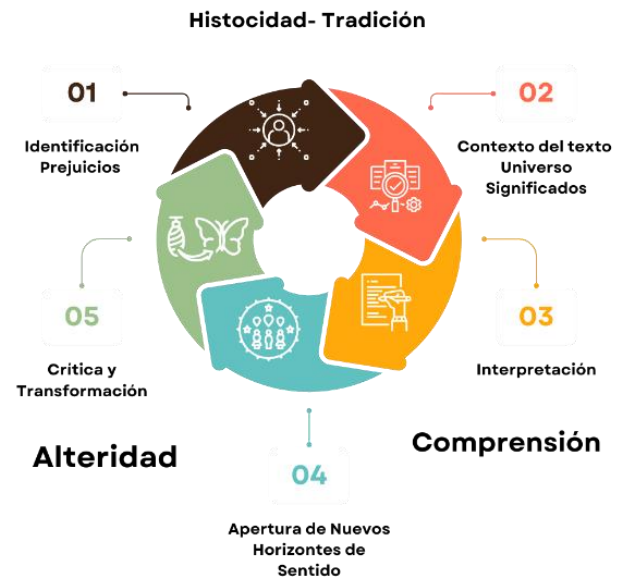 Histocidad- Tradición
01
Identificación
Prejuicios
02
Contexto del texto
Universo
Significados
03
Interpretación
Comprensión
04
Apertura de Nuevos
Horizontes de
Sentido
05
Crítica y
Transformación
Alteridad